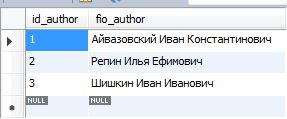 id_author fio_author
1 Айвазовский Иван Константинович
2 Репин Илья Ефимович
3 Шишкин Иван Иванович
NULL NULL